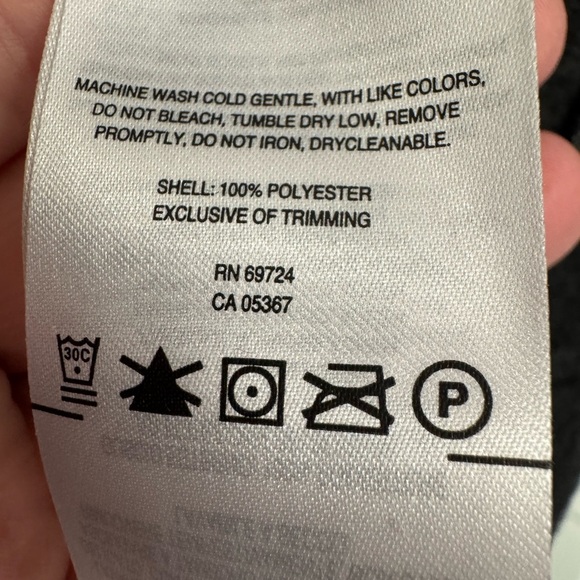 MACHINE WASH COLD GENTLE, WITH LIKE COLORS,
DO NOT BLEACH, TUMBLE DRY LOW, REMOVE
PROMPTLY, DO NOT IRON, DRYCLEANABLE.
SHELL: 100% POLYESTER
EXCLUSIVE OF TRIMMING
RN 69724
CA 05367
30C
P